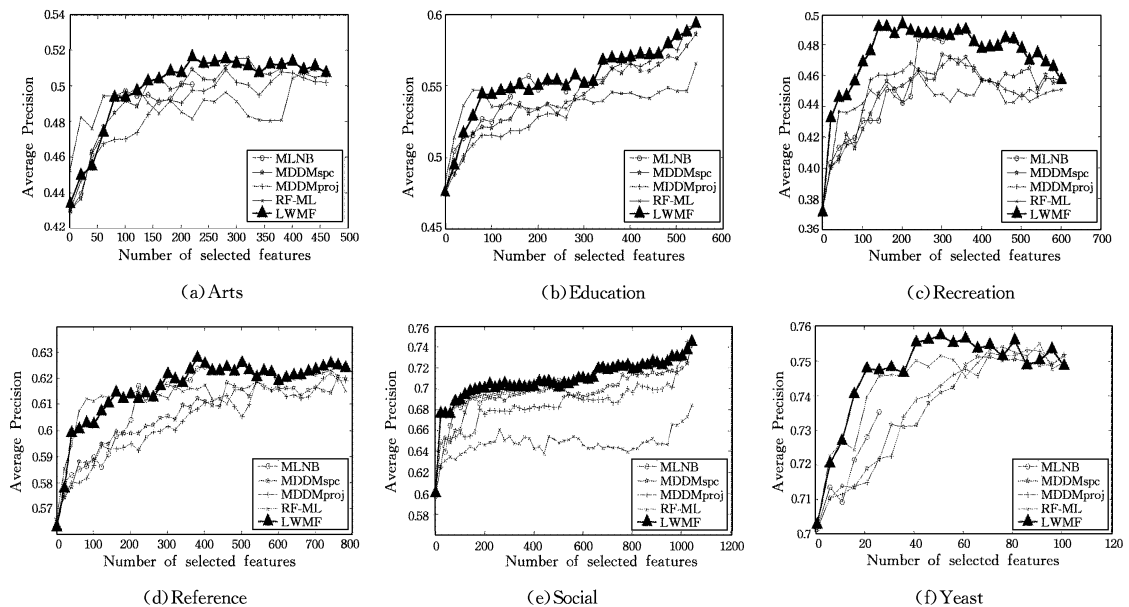 0.54
0.52
0.5
0.48
0.46
0.44
0.42
Average Precision
MLNB
MDDMspc
MDDMproj
RF-ML
LWMF
0 50 100 150 200 250 300 350 400 450 500
Number of selected features
(a)Arts
0.6
0.55
0.5
0.45
Average Precision
MLNB
MDDMspc
MDDMproj
RF-ML
LWMF
0 100 200 300 400 500 600
Number of selected features
(b)Education
0.5
0.48
0.46
0.44
0.42
0.40
0.38
0.36
Average Precision
MLNB
MDDMspc
MDDMproj
RF-ML
LWMF
0 100 200 300 400 500 600 700
Number of selected features
(c)Recreation
0.63
0.62
0.61
0.6
0.59
0.58
0.57
Average Precision
MLNB
MDDMspc
MDDMproj
RF-ML
LWMF
0 100 200 300 400 500 600 700 800
Number of selected features
(d)Reference
0.76
0.74
0.72
0.7
0.68
0.66
0.64
0.62
0.6
0.58
Average Precision
MLNB
MDDMspc
MDDMproj
RF-ML
LWMF
0 200 400 600 800 1000 1200
Number of selected features
(e)Social
0.76
0.75
0.74
0.73
0.72
0.71
0.7
Average Precision
MLNB
MDDMspc
MDDMproj
RF-ML
LWMF
0 20 40 60 80 100 120
Number of selected features
(f)Yeast